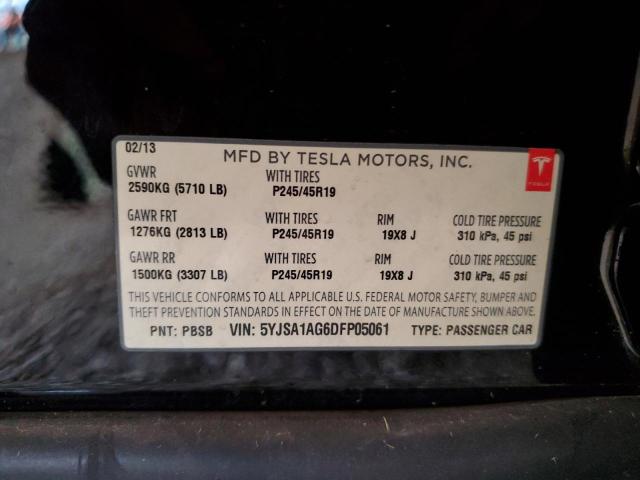 02/13
MFD BY TESLA MOTORS, INC.
TESLA
GVWR WITH TIRES
2590KG (5710 LB) P245/45R19
GAWR FRT WITH TIRES RIM COLD TIRE PRESSURE
1276KG (2813 LB) P245/45R19 19X8 J 310 kPa, 45 psi
GAWR RR WITH TIRES RIM COLD TIRE PRESSURE
1500KG (3307 LB) P245/45R19 19X8 J 310 kPa, 45 psi
THIS VEHICLE CONFORMS TO ALL APPLICABLE U.S. FEDERAL MOTOR SAFETY, BUMPER AND
THEFT PREVENTION STANDARDS IN EFFECT ON THE DATE OF MANUFACTURE SHOWN ABOVE.
PNT: PBSB VIN: 5YJSA1AG6DFP05061 TYPE: PASSENGER CAR